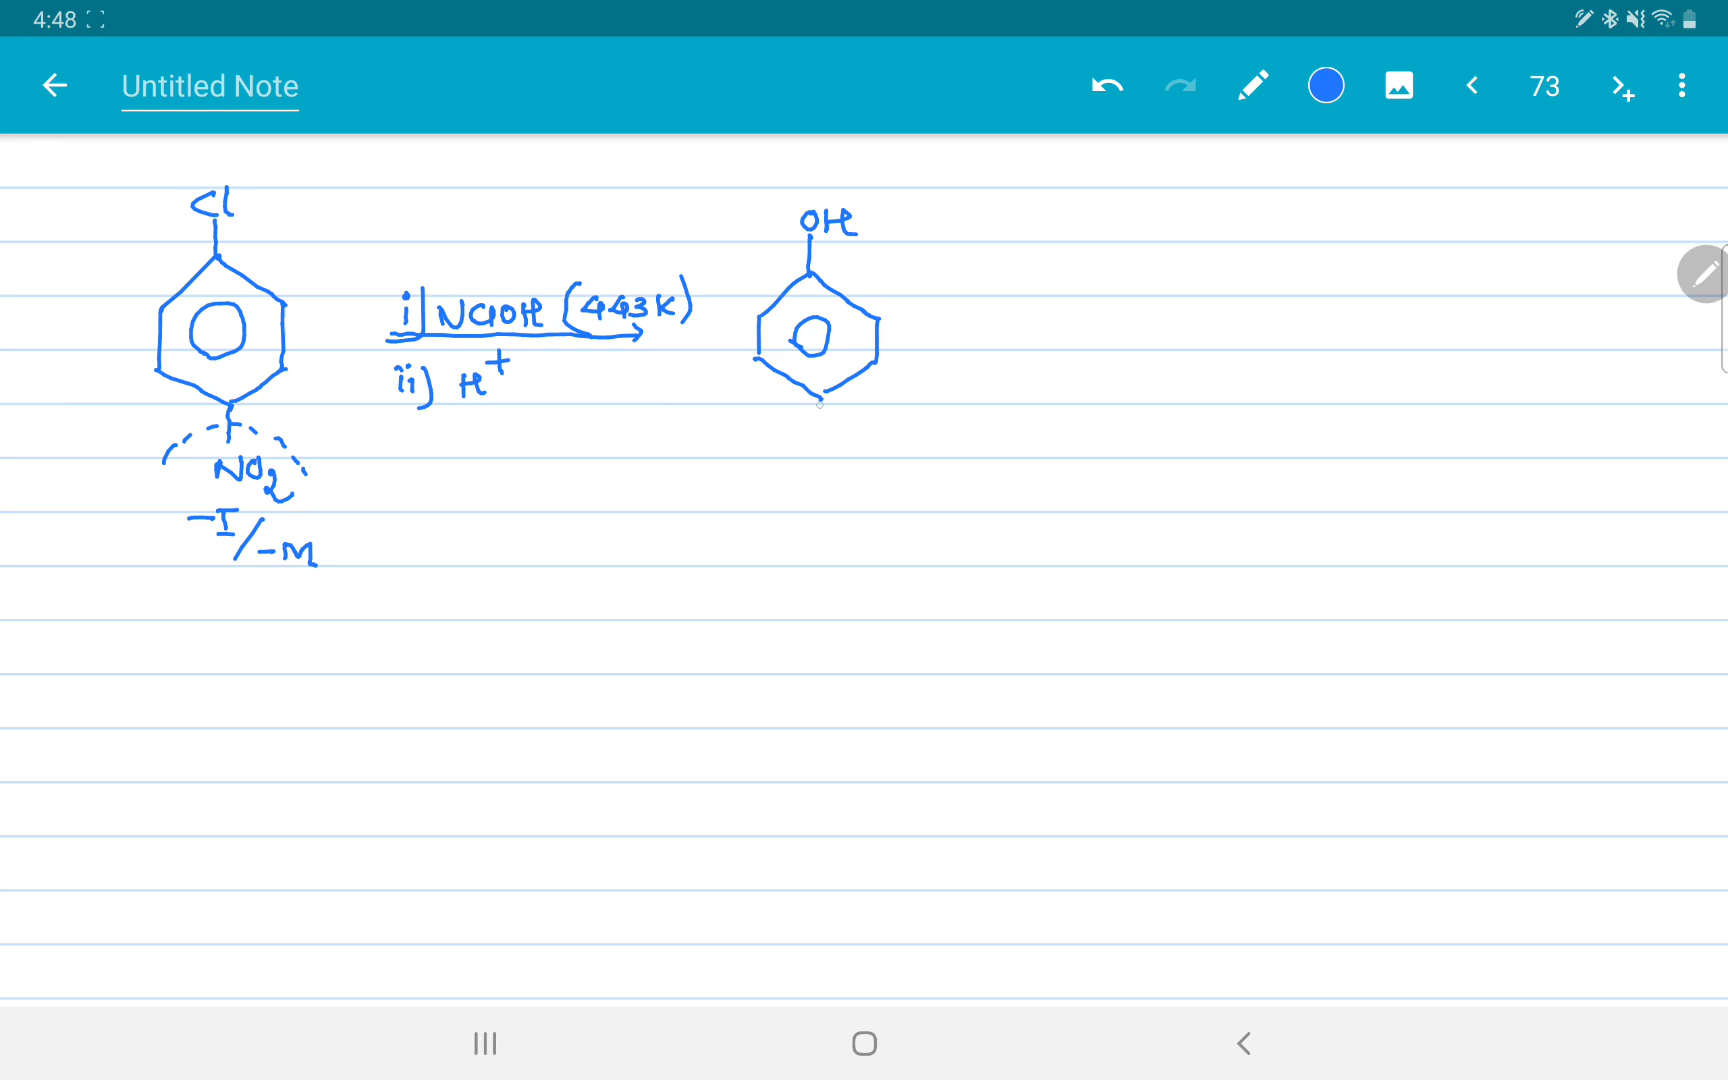 4:48
Untitled Note
73
Cl
OH
i) NaOH (443K)
ii) H+
NO2
-I/-M